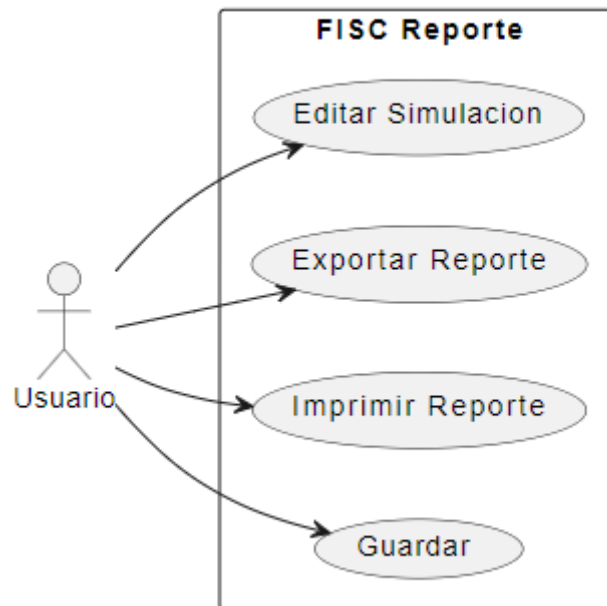 FISC Reporte
Editar Simulacion
Exportar Reporte
Usuario
Imprimir Reporte
Guardar